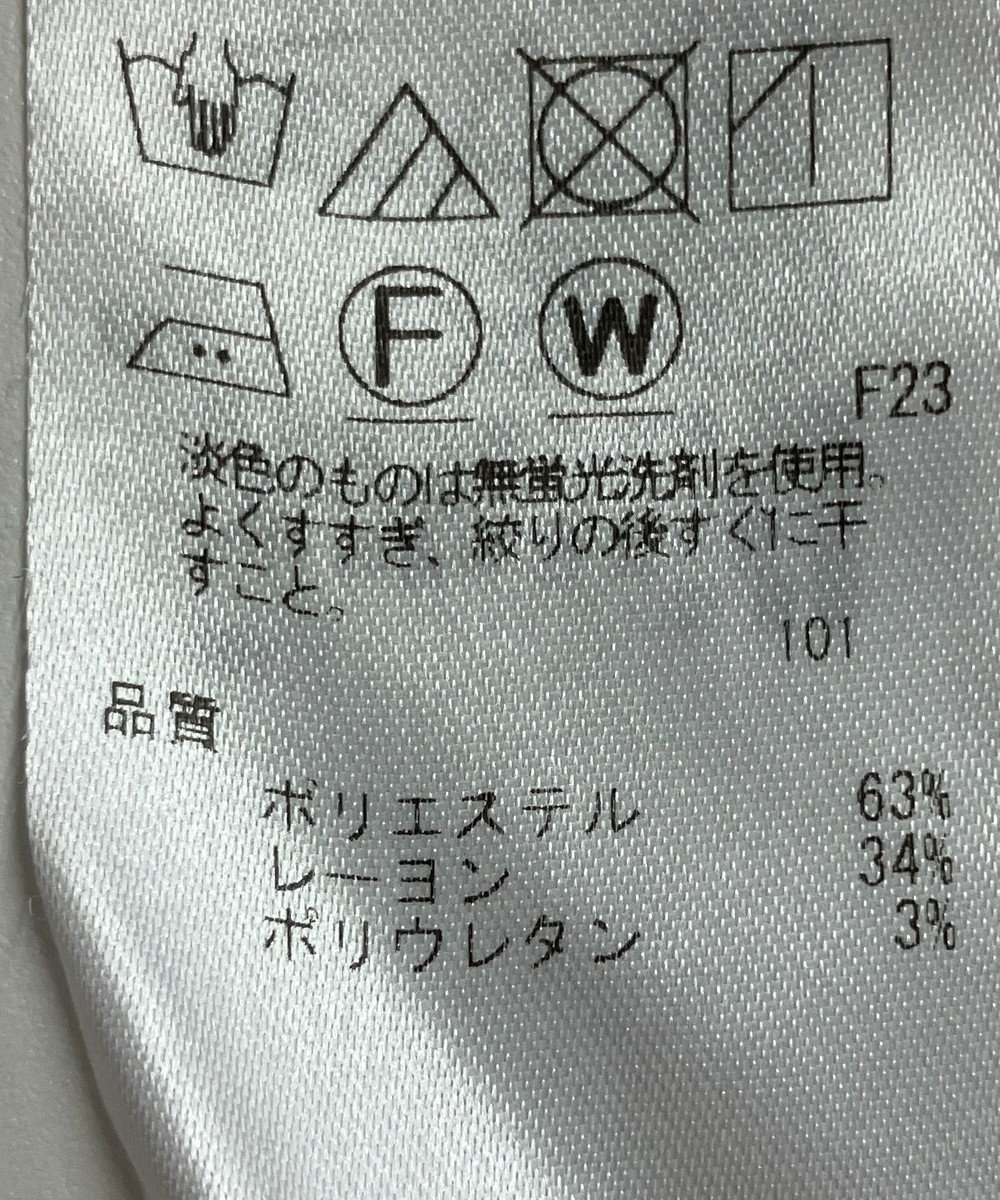 F W
F23
淡色のものは無蛍光洗剤を使用。
よくすすぎ、絞りの後すぐに干
すこと。
101
品質
ポリエステル 63%
レーヨン 34%
ポリウレタン 3%